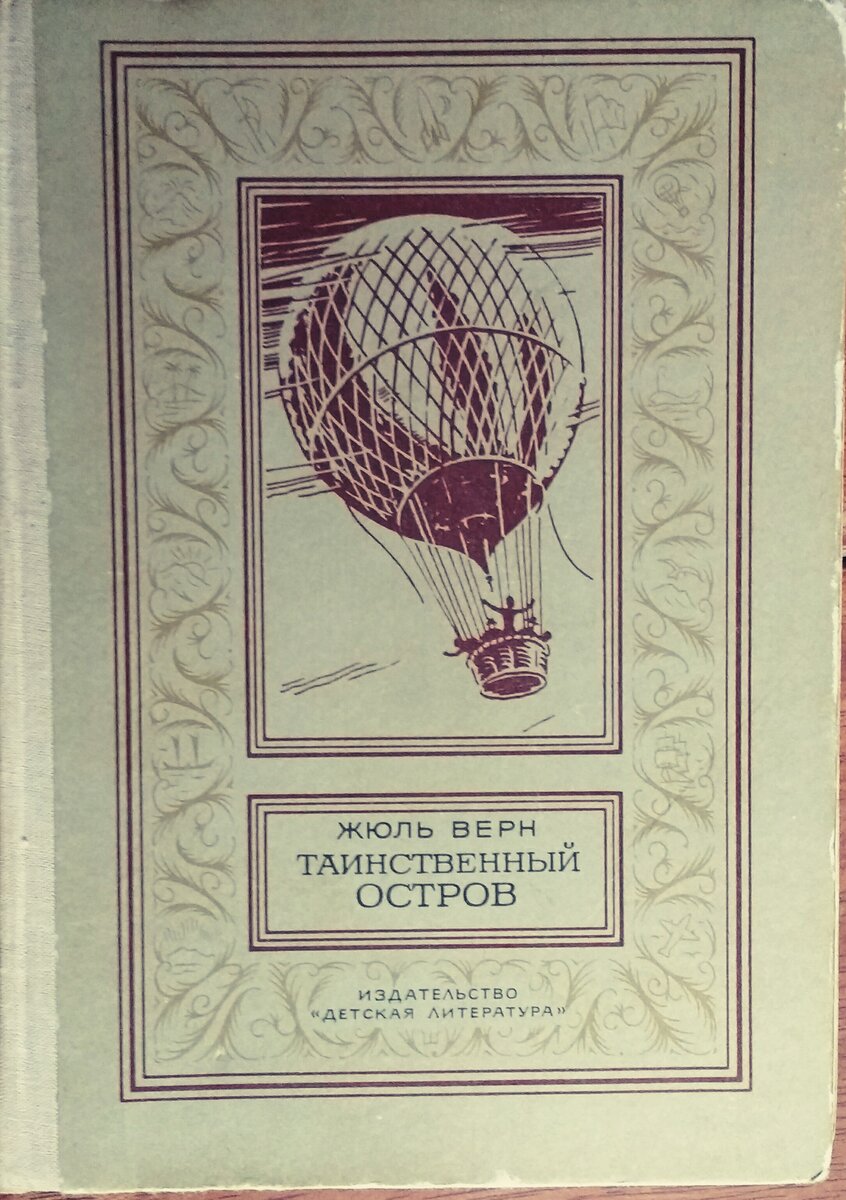 ЖЮЛЬ ВЕРН
ТАИНСТВЕННЫЙ
ОСТРОВ
ИЗДАТЕЛЬСТВО
«ДЕТСКАЯ ЛИТЕРАТУРА»